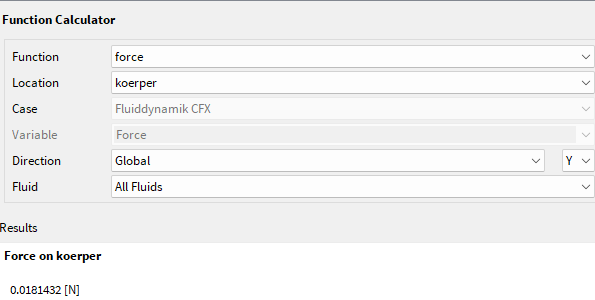 Function Calculator
Function force
Location koerper
Case Fluiddynamik CFX
Variable Force
Direction Global Y
Fluid All Fluids
Results
Force on koerper
0.0181432 [N]